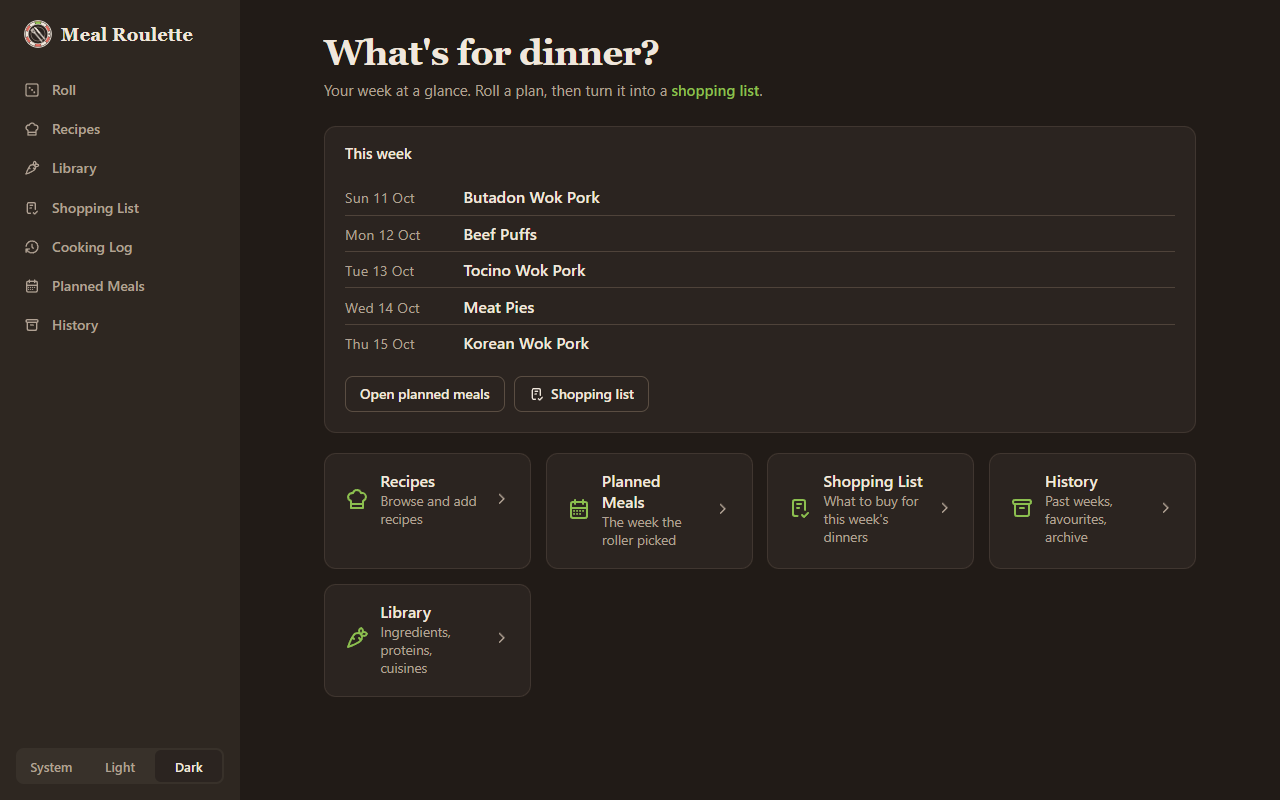 Meal Roulette
Roll
Recipes
Library
Shopping List
Cooking Log
Planned Meals
History
System Light Dark
What's for dinner?
Your week at a glance. Roll a plan, then turn it into a shopping list.
This week
Sun 11 Oct Butadon Wok Pork
Mon 12 Oct Beef Puffs
Tue 13 Oct Tocino Wok Pork
Wed 14 Oct Meat Pies
Thu 15 Oct Korean Wok Pork
Open planned meals Shopping list
Recipes
Browse and add
recipes
Planned
Meals
The week the
roller picked
Shopping List
What to buy for
this week's
dinners
History
Past weeks,
favourites,
archive
Library
Ingredients,
proteins,
cuisines